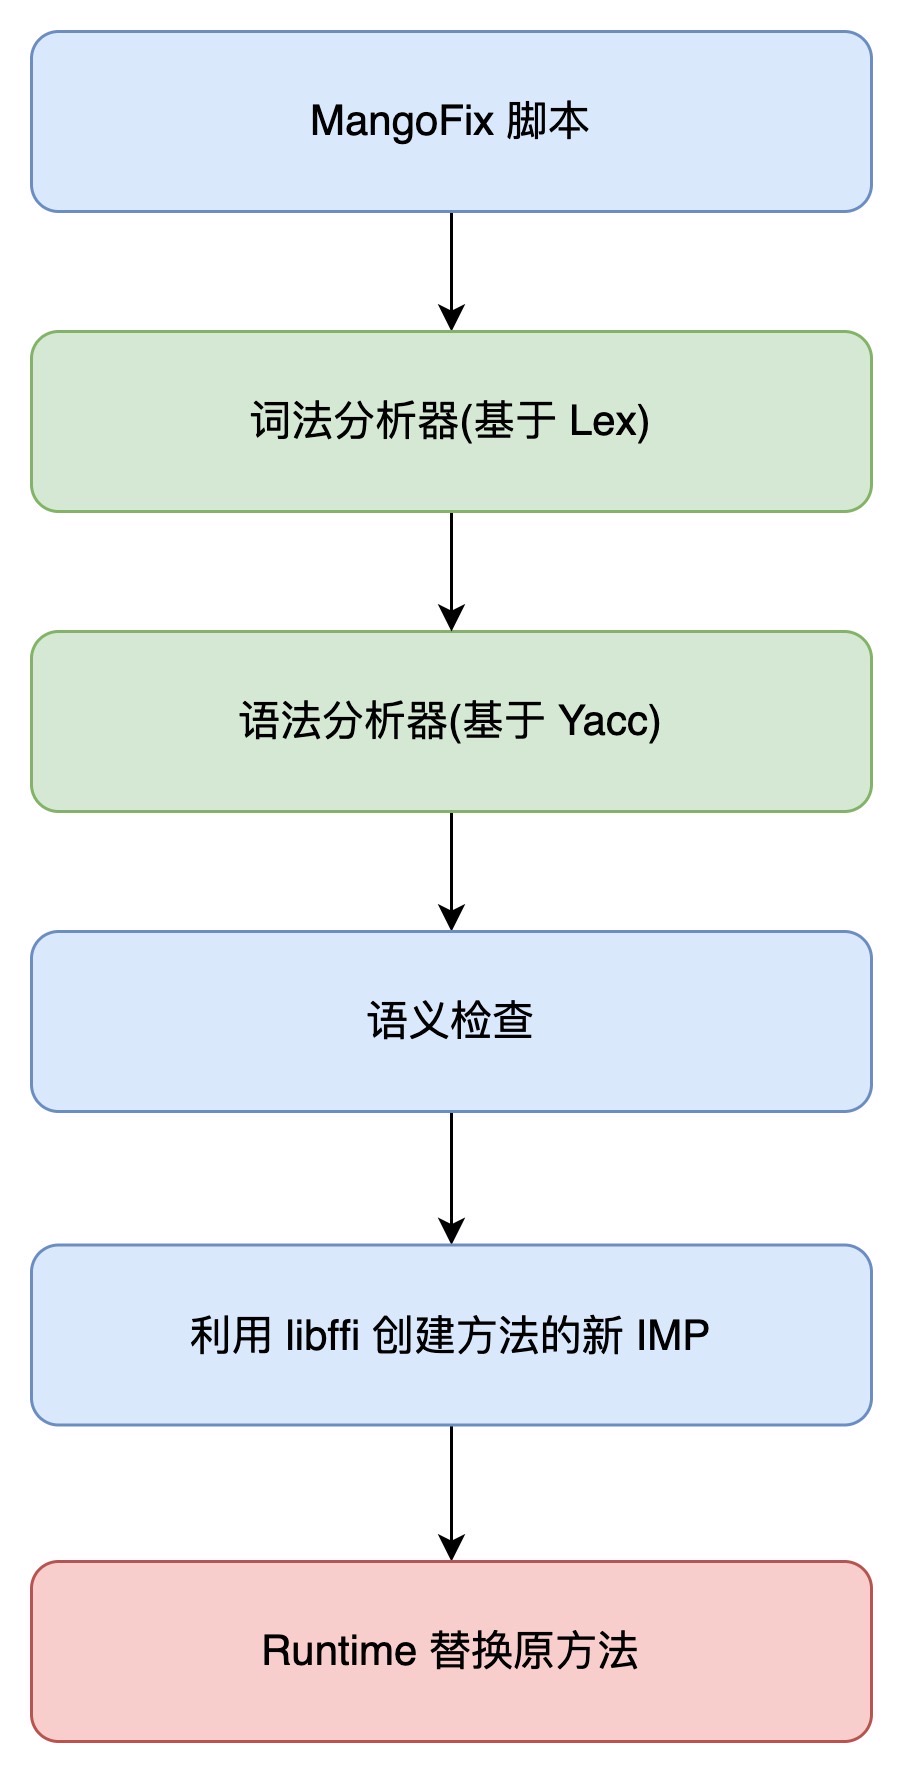 MangoFix 脚本
词法分析器(基于 Lex)
语法分析器(基于 Yacc)
语义检查
利用 libffi 创建方法的新 IMP
Runtime 替换原方法